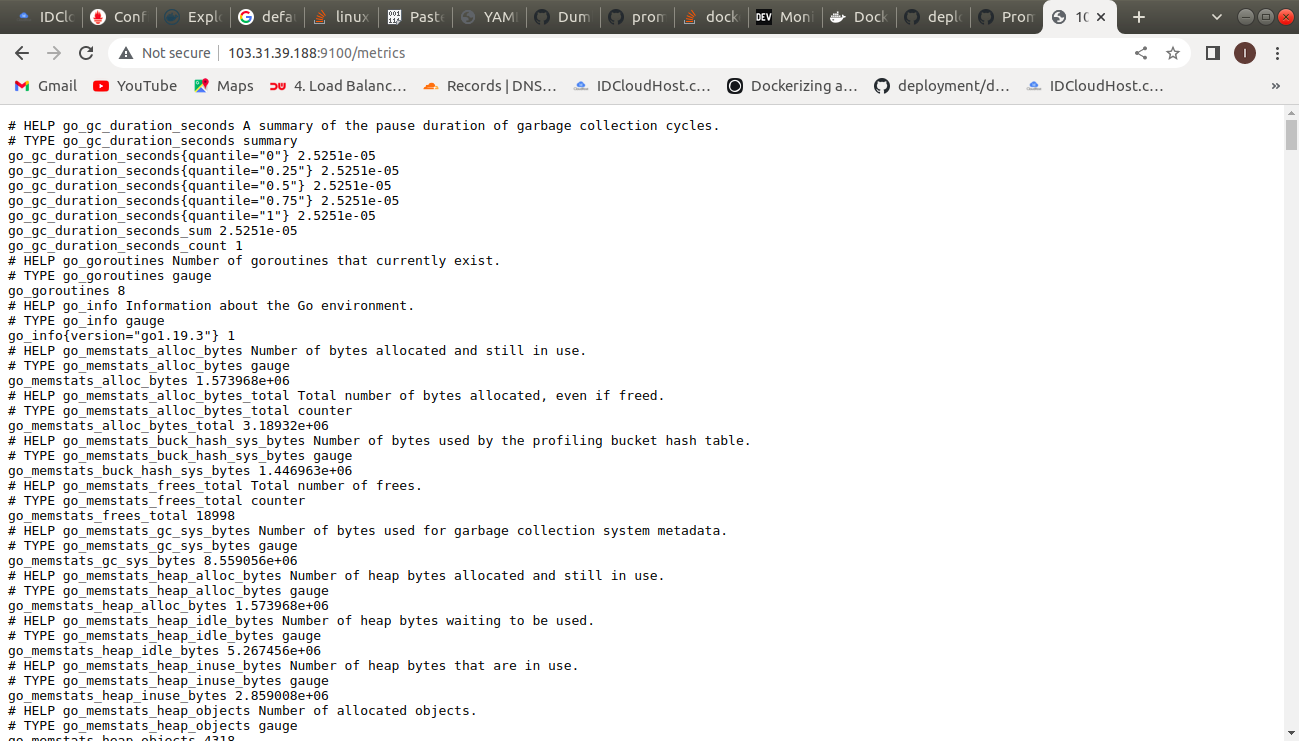 IDClo
Conf
Explo
defa
linux
Paste
YAM
Dum
prom
dock
DEV Moni
Dock
deplo
Prom
10
Not secure 103.31.39.188:9100/metrics
I
Gmail YouTube Maps 4. Load Balanc... Records | DNS... IDCloudHost.c... Dockerizing a... deployment/d... IDCloudHost.c... »
# HELP go_gc_duration_seconds A summary of the pause duration of garbage collection cycles.
# TYPE go_gc_duration_seconds summary
go_gc_duration_seconds{quantile="0"} 2.5251e-05
go_gc_duration_seconds{quantile="0.25"} 2.5251e-05
go_gc_duration_seconds{quantile="0.5"} 2.5251e-05
go_gc_duration_seconds{quantile="0.75"} 2.5251e-05
go_gc_duration_seconds{quantile="1"} 2.5251e-05
go_gc_duration_seconds_sum 2.5251e-05
go_gc_duration_seconds_count 1
# HELP go_goroutines Number of goroutines that currently exist.
# TYPE go_goroutines gauge
go_goroutines 8
# HELP go_info Information about the Go environment.
# TYPE go_info gauge
go_info{version="go1.19.3"} 1
# HELP go_memstats_alloc_bytes Number of bytes allocated and still in use.
# TYPE go_memstats_alloc_bytes gauge
go_memstats_alloc_bytes 1.573968e+06
# HELP go_memstats_alloc_bytes_total Total number of bytes allocated, even if freed.
# TYPE go_memstats_alloc_bytes_total counter
go_memstats_alloc_bytes_total 3.18932e+06
# HELP go_memstats_buck_hash_sys_bytes Number of bytes used by the profiling bucket hash table.
# TYPE go_memstats_buck_hash_sys_bytes gauge
go_memstats_buck_hash_sys_bytes 1.446963e+06
# HELP go_memstats_frees_total Total number of frees.
# TYPE go_memstats_frees_total counter
go_memstats_frees_total 18998
# HELP go_memstats_gc_sys_bytes Number of bytes used for garbage collection system metadata.
# TYPE go_memstats_gc_sys_bytes gauge
go_memstats_gc_sys_bytes 8.559056e+06
# HELP go_memstats_heap_alloc_bytes Number of heap bytes allocated and still in use.
# TYPE go_memstats_heap_alloc_bytes gauge
go_memstats_heap_alloc_bytes 1.573968e+06
# HELP go_memstats_heap_idle_bytes Number of heap bytes waiting to be used.
# TYPE go_memstats_heap_idle_bytes gauge
go_memstats_heap_idle_bytes 5.267456e+06
# HELP go_memstats_heap_inuse_bytes Number of heap bytes that are in use.
# TYPE go_memstats_heap_inuse_bytes gauge
go_memstats_heap_inuse_bytes 2.859008e+06
# HELP go_memstats_heap_objects Number of allocated objects.
# TYPE go_memstats_heap_objects gauge
go_memstats_heap_objects 4318